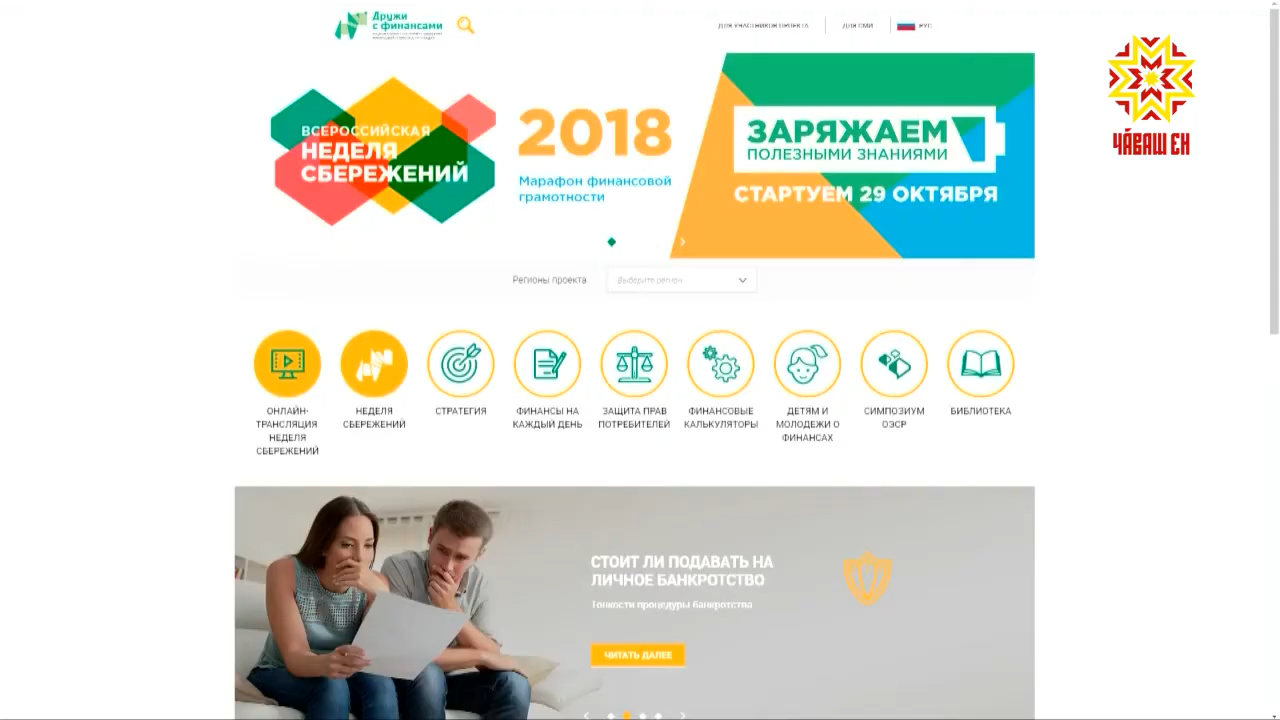 Дружи
с финансами
ДЛЯ УЧАСТНИКОВ ПРОЕКТА
ДЛЯ СМИ
РУС
ЧӐВАШ ЕН
ВСЕРОССИЙСКАЯ
НЕДЕЛЯ
СБЕРЕЖЕНИЙ
2018
Марафон финансовой
грамотности
ЗАРЯЖАЕМ
ПОЛЕЗНЫМИ ЗНАНИЯМИ
СТАРТУЕМ 29 ОКТЯБРЯ
Регионы проекта
Выберите регион
ОНЛАЙН-
ТРАНСЛЯЦИЯ
НЕДЕЛЯ
СБЕРЕЖЕНИЙ
НЕДЕЛЯ
СБЕРЕЖЕНИЙ
СТРАТЕГИЯ
ФИНАНСЫ НА
КАЖДЫЙ ДЕНЬ
ЗАЩИТА ПРАВ
ПОТРЕБИТЕЛЕЙ
ФИНАНСОВЫЕ
КАЛЬКУЛЯТОРЫ
ДЕТЯМ И
МОЛОДЕЖИ О
ФИНАНСАХ
СИМПОЗИУМ
ОЭСР
БИБЛИОТЕКА
СТОИТ ЛИ ПОДАВАТЬ НА
ЛИЧНОЕ БАНКРОТСТВО
Тонкости процедуры банкротства
ЧИТАТЬ ДАЛЕЕ